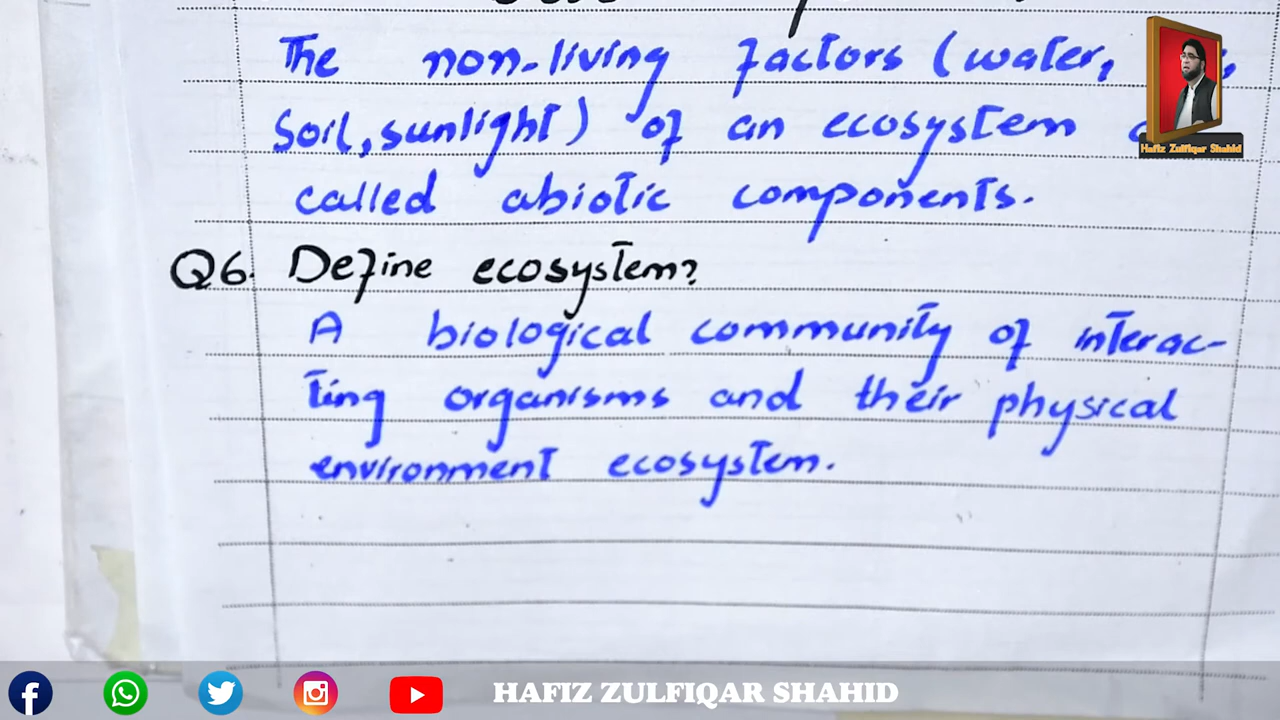 The non-living factors (water,
Soil, sunlight) of an ecosystem
called abiotic components.
Q6. Define ecosystem?
A biological community of interac-
ting organisms and their physical
environment ecosystem.
Hafiz Zulfiqar Shahid
HAFIZ ZULFIQAR SHAHID